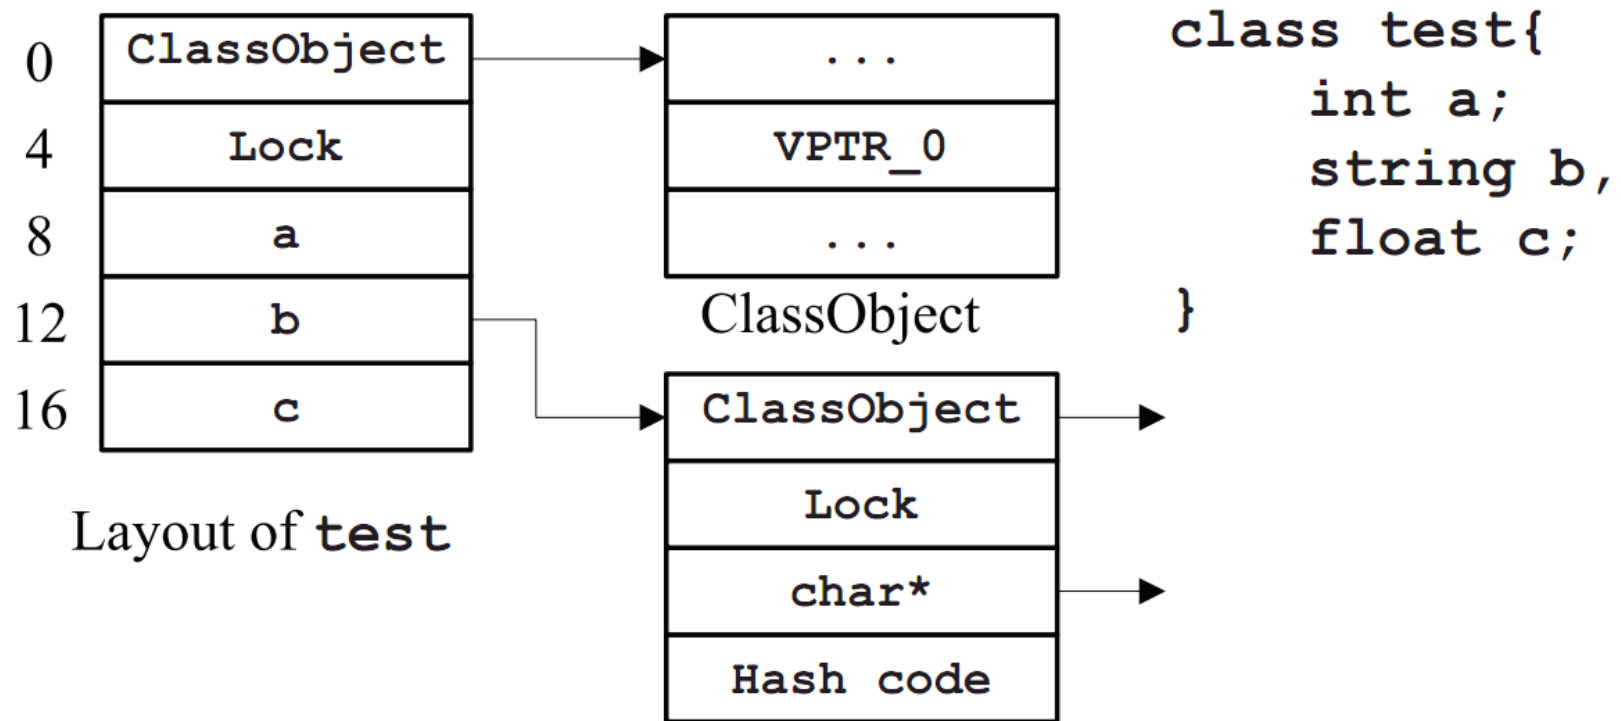 0
ClassObject
4
Lock
8
a
12
b
16
c
Layout of test
...
VPTR_0
...
ClassObject
ClassObject
Lock
char*
Hash code
class test{
int a;
string b,
float c;
}